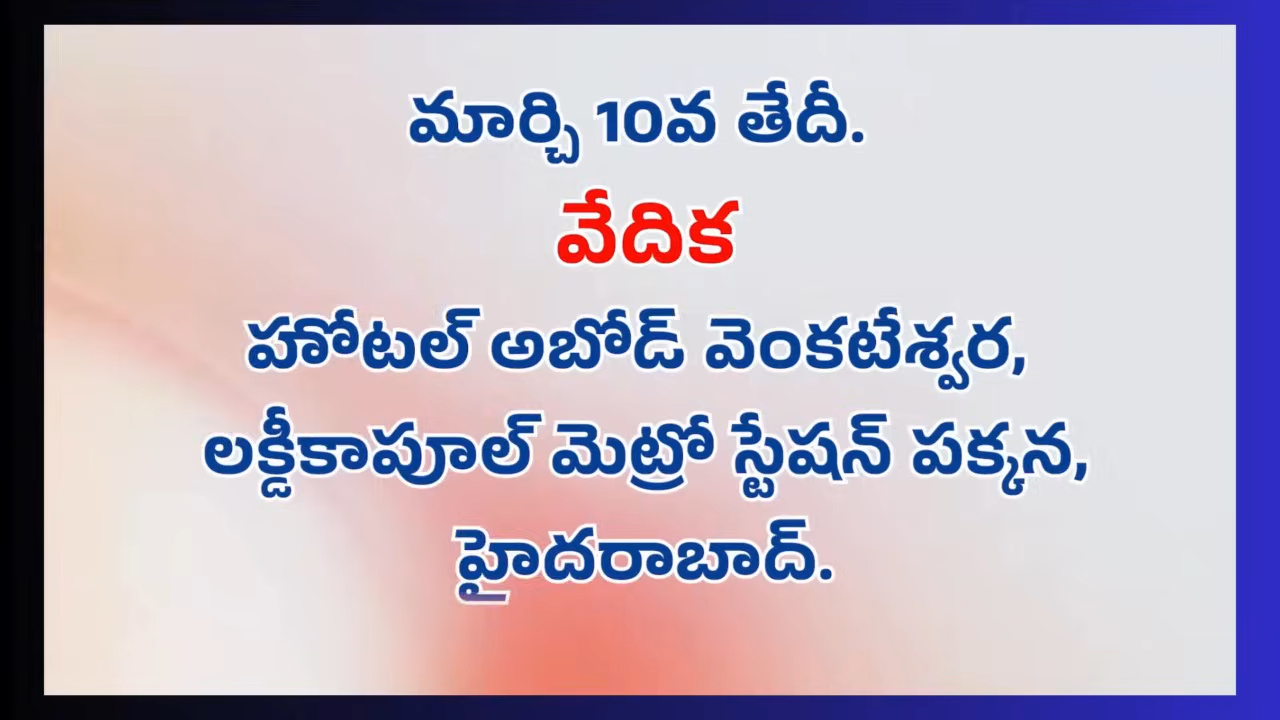 మార్చి 10వ తేదీ.
వేదిక
హోటల్ అబోడ్ వెంకటేశ్వర,
లక్డీకాపూల్ మెట్రో స్టేషన్ పక్కన,
హైదరాబాద్.